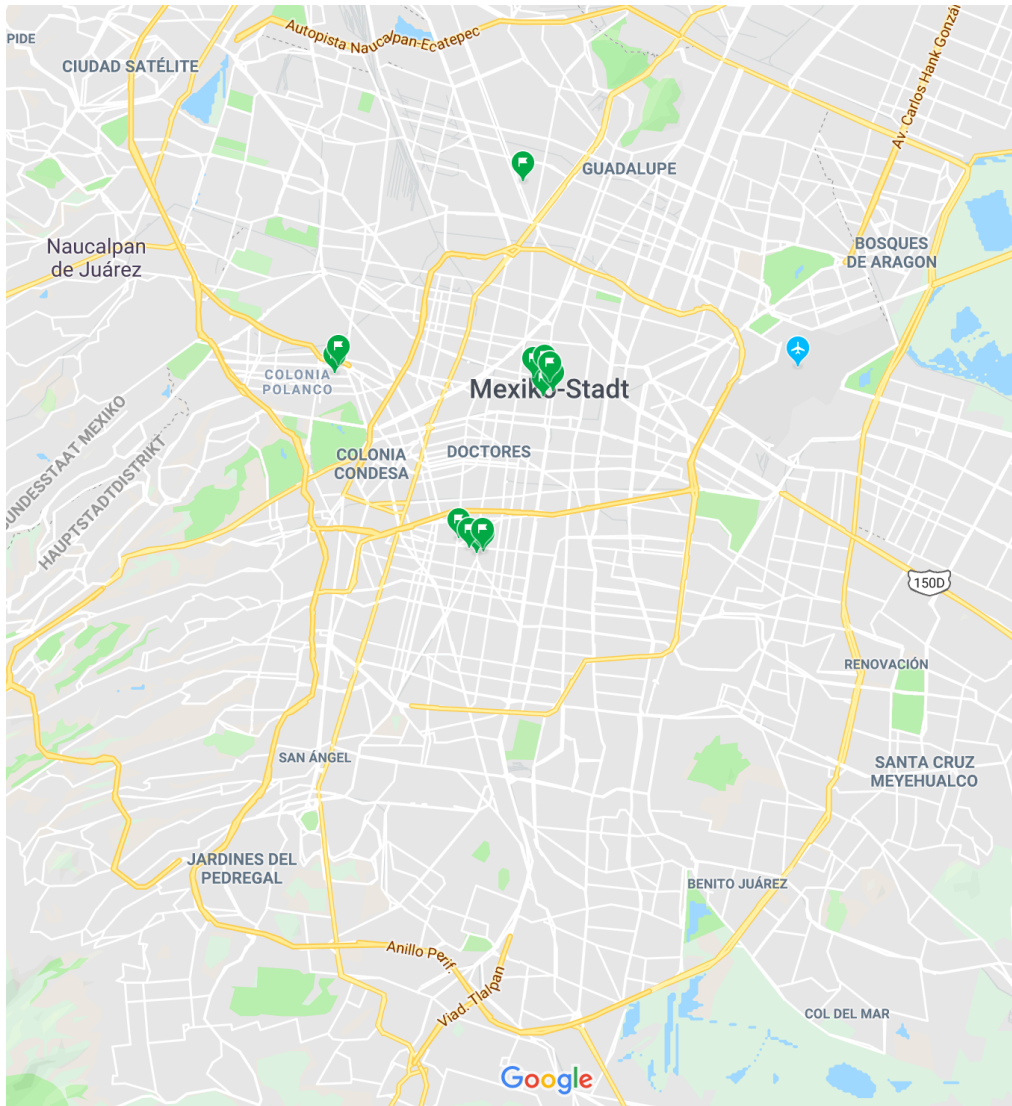 PIDE
Autopista Naucalpan-Ecatepec
CIUDAD SATÉLITE
Av. Carlos Hank Gonzál
GUADALUPE
Naucalpan
de Juárez
BOSQUES
DE ARAGON
COLONIA
POLANCO
Mexiko-Stadt
BUNDESSTAAT MEXIKO
HAUPTSTADTDISTRIKT
COLONIA
CONDESA
DOCTORES
150D
RENOVACIÓN
SAN ÁNGEL
SANTA CRUZ
MEYEHUALCO
JARDINES DEL
PEDREGAL
BENITO JUÁREZ
Anillo Perif.
Viad. Tlalpan
COL DEL MAR
Google